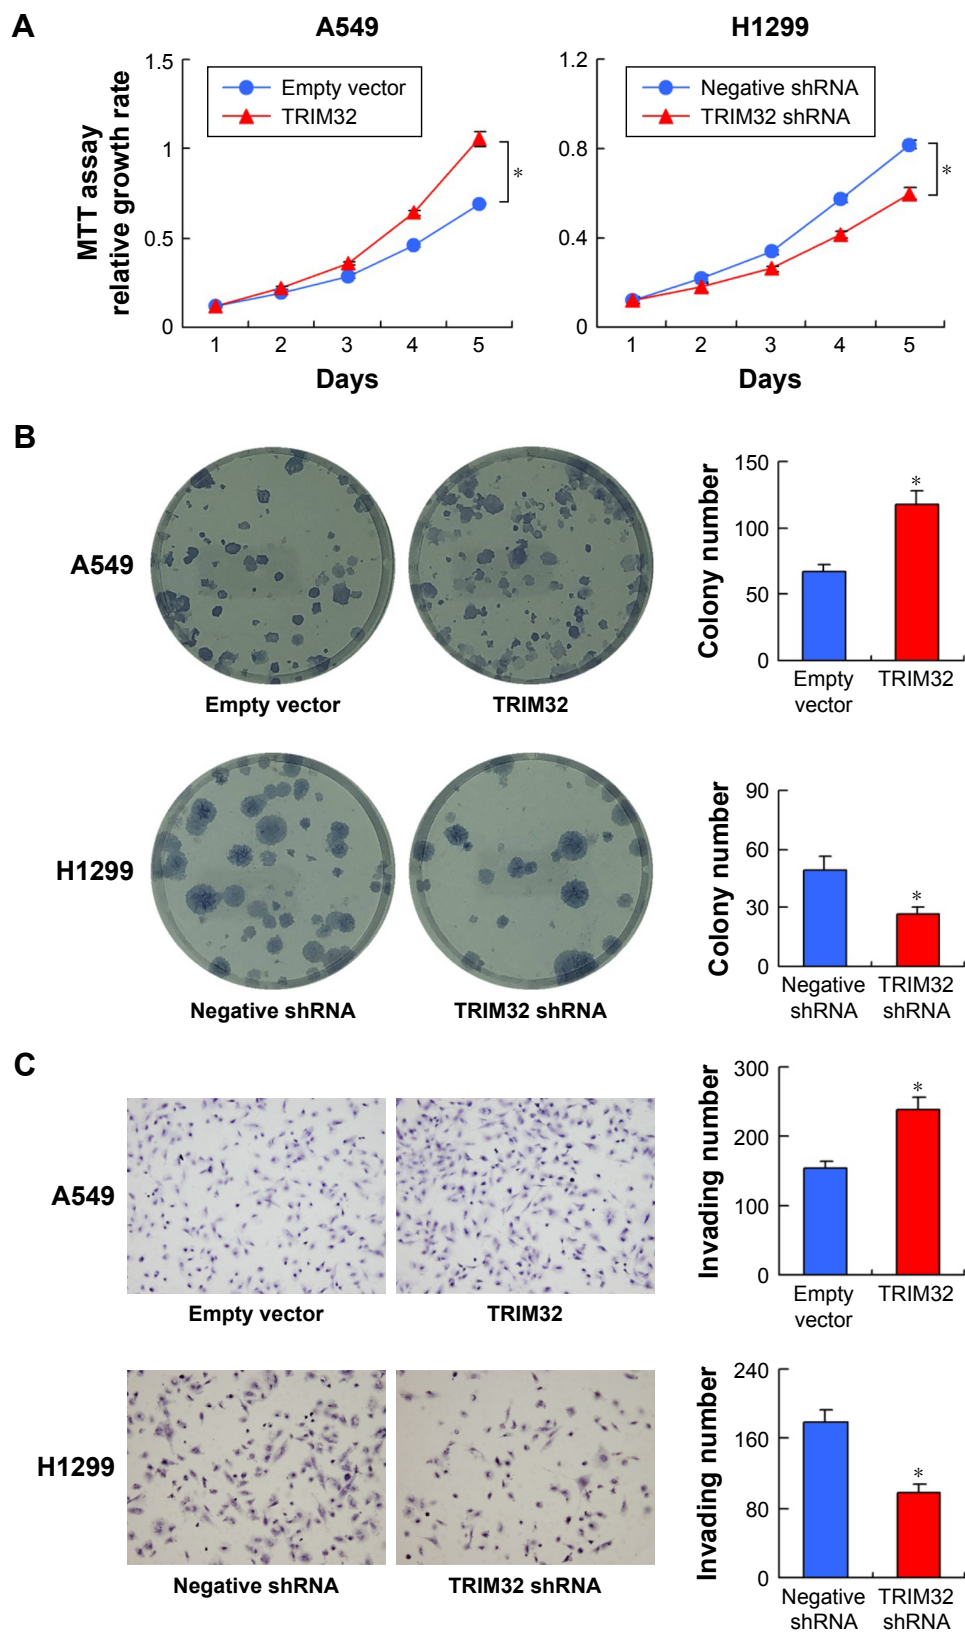 A
A549
H1299
MTT assay
relative growth rate
1.5
1
0.5
0
Empty vector
TRIM32
*
1 2 3 4 5
Days
1.2
0.8
0.4
0
Negative shRNA
TRIM32 shRNA
*
1 2 3 4 5
Days
B
A549
Empty vector
TRIM32
Colony number
150
100
50
0
*
Empty
vector
TRIM32
H1299
Negative shRNA
TRIM32 shRNA
Colony number
90
60
30
0
*
Negative
shRNA
TRIM32
shRNA
C
A549
Empty vector
TRIM32
Invading number
300
200
100
0
*
Empty
vector
TRIM32
H1299
Negative shRNA
TRIM32 shRNA
Invading number
240
160
80
0
*
Negative
shRNA
TRIM32
shRNA